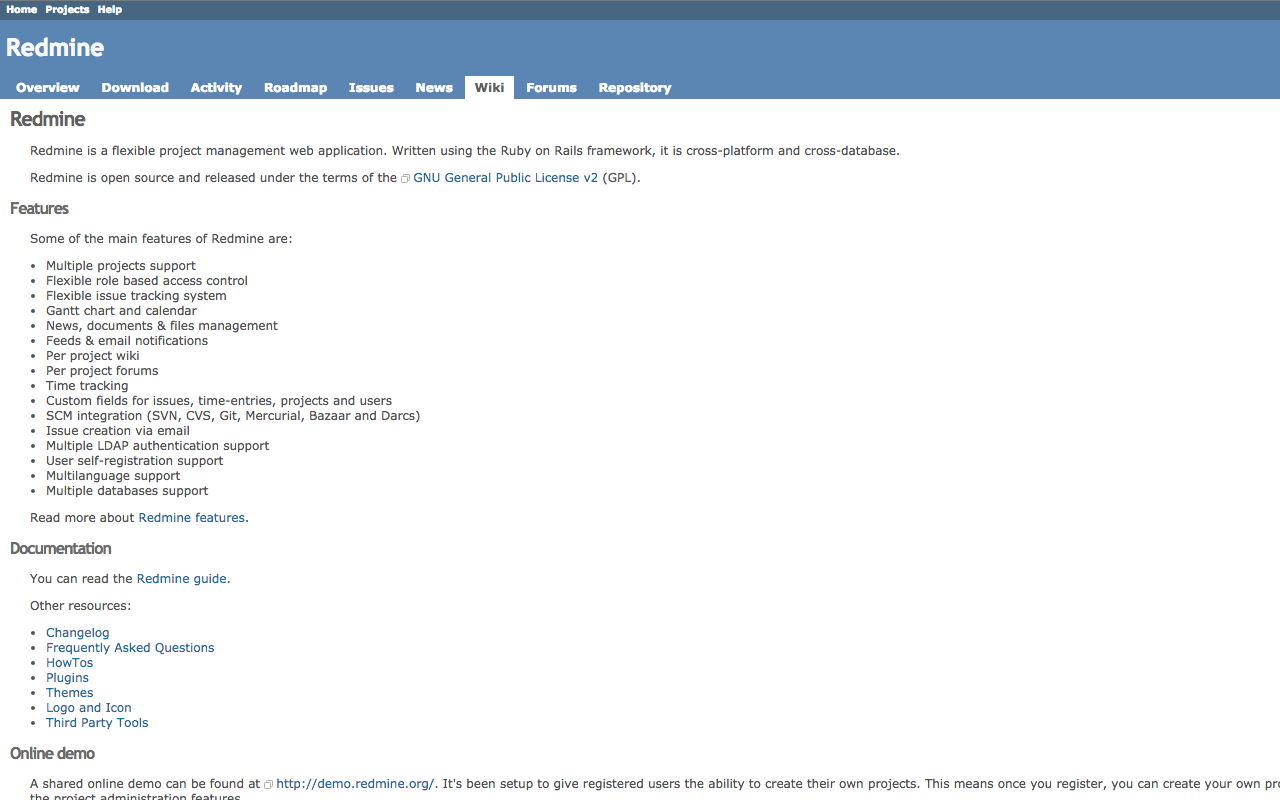 Home Projects Help
Redmine
Overview Download Activity Roadmap Issues News Wiki Forums Repository
Redmine
Redmine is a flexible project management web application. Written using the Ruby on Rails framework, it is cross-platform and cross-database.
Redmine is open source and released under the terms of the GNU General Public License v2 (GPL).
Features
Some of the main features of Redmine are:
• Multiple projects support
• Flexible role based access control
• Flexible issue tracking system
• Gantt chart and calendar
• News, documents & files management
• Feeds & email notifications
• Per project wiki
• Per project forums
• Time tracking
• Custom fields for issues, time-entries, projects and users
• SCM integration (SVN, CVS, Git, Mercurial, Bazaar and Darcs)
• Issue creation via email
• Multiple LDAP authentication support
• User self-registration support
• Multilanguage support
• Multiple databases support
Read more about Redmine features.
Documentation
You can read the Redmine guide.
Other resources:
• Changelog
• Frequently Asked Questions
• HowTos
• Plugins
• Themes
• Logo and Icon
• Third Party Tools
Online demo
A shared online demo can be found at http://demo.redmine.org/. It's been setup to give registered users the ability to create their own projects. This means once you register, you can create your own
the project administration features